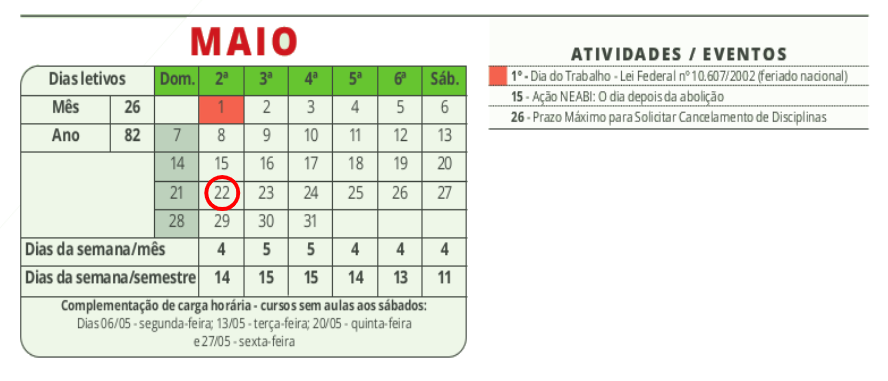 MAIO
Dias letivos Dom. 2ª 3ª 4ª 5ª 6ª Sáb.
Mês 26 1 2 3 4 5 6
Ano 82 7 8 9 10 11 12 13
14 15 16 17 18 19 20
21 22 23 24 25 26 27
28 29 30 31
Dias da semana/mês 4 5 5 4 4 4
Dias da semana/semestre 14 15 15 14 13 11
Complementação de carga horária - cursos sem aulas aos sábados:
Dias 06/05 - segunda-feira; 13/05 - terça-feira; 20/05 - quinta-feira
e 27/05 - sexta-feira
ATIVIDADES / EVENTOS
1º - Dia do Trabalho - Lei Federal nº 10.607/2002 (feriado nacional)
15 - Ação NEABI: O dia depois da abolição
26 - Prazo Máximo para Solicitar Cancelamento de Disciplinas